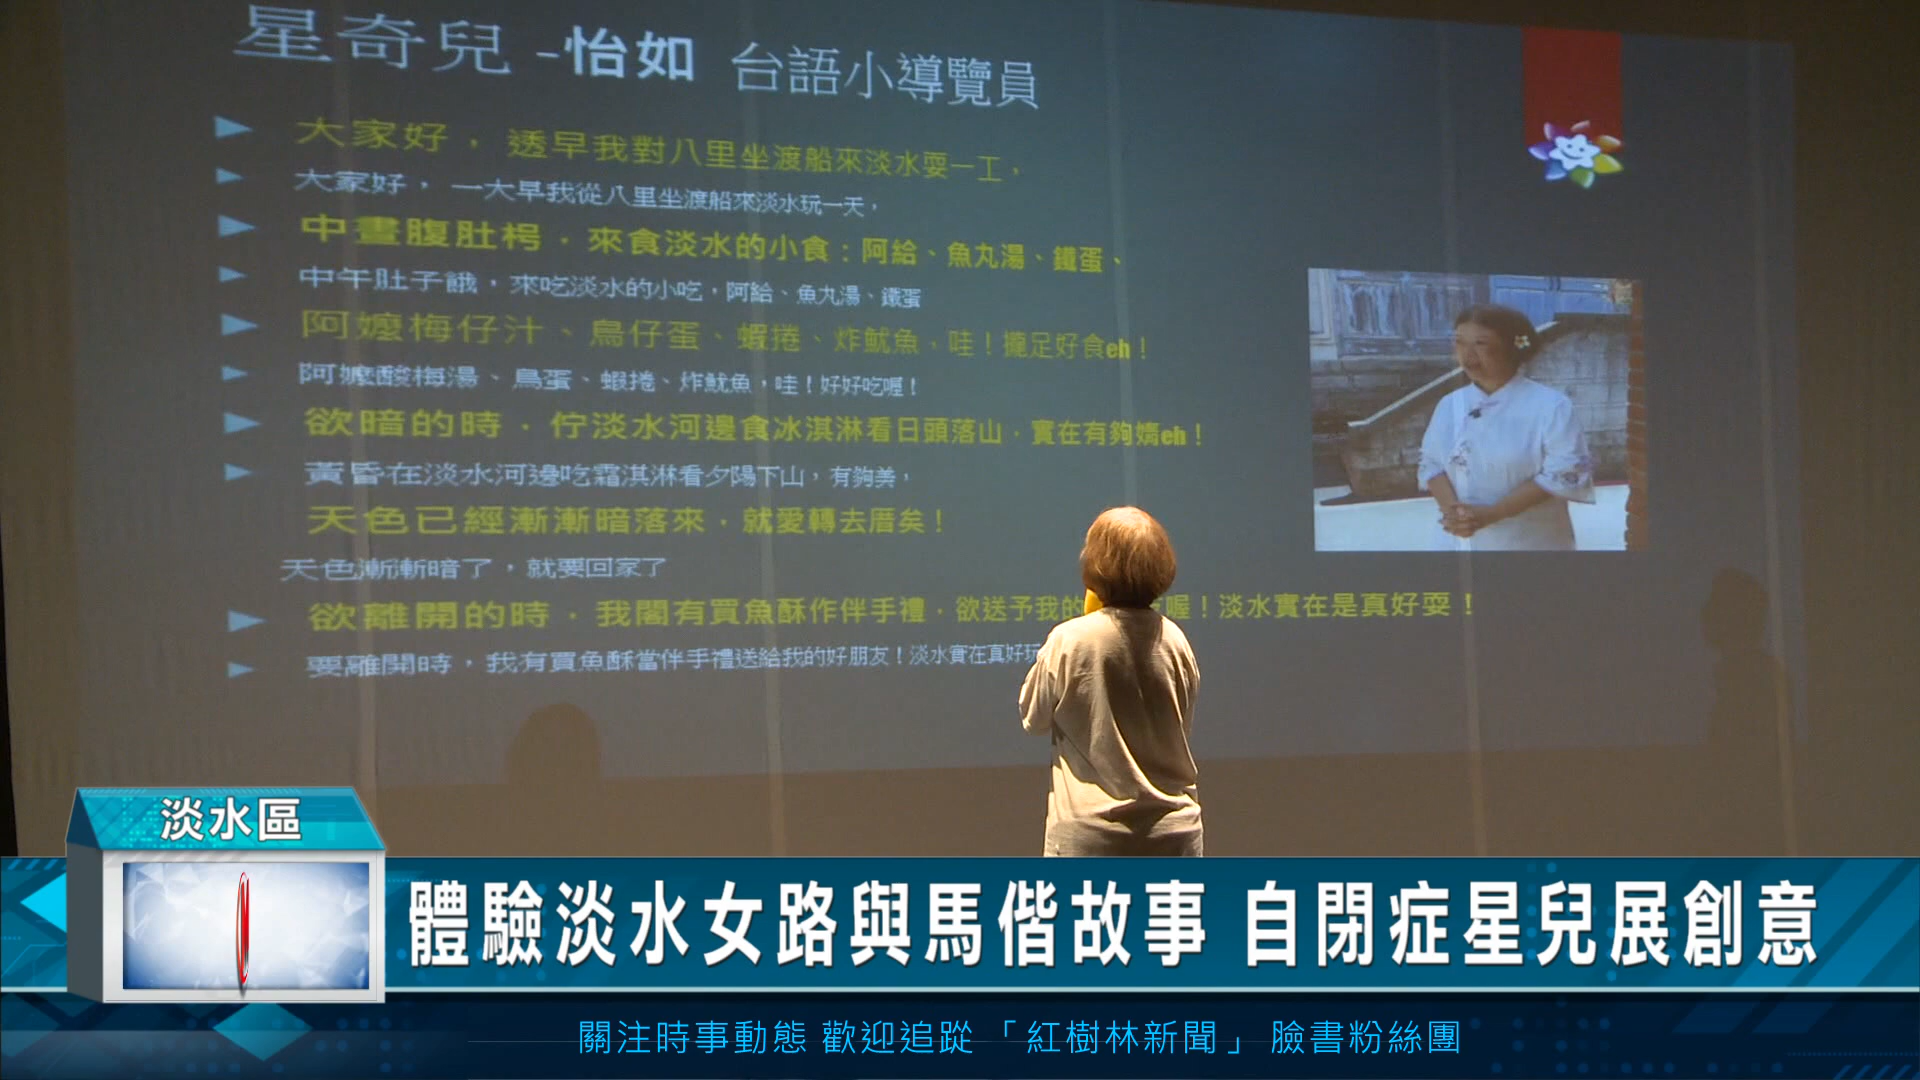 星奇兒 -怡如 台語小導覽員
大家好，透早我對八里坐渡船來淡水耍一工，
大家好，一大早我從八里坐渡船來淡水玩一天，
中晝腹肚枵，來食淡水的小食：阿給、魚丸湯、鐵蛋、
中午肚子餓，來吃淡水的小吃，阿給、魚丸湯、鐵蛋
阿嬤梅仔汁、鳥仔蛋、蝦捲、炸魷魚，哇！攏足好食eh！
阿嬤酸梅湯、鳥蛋、蝦捲、炸魷魚，哇！好好吃喔！
欲暗的時，佇淡水河邊食冰淇淋看日頭落山，實在有夠媠eh！
黃昏在淡水河邊吃霜淇淋看夕陽下山，有夠美，
天色已經漸漸暗落來，就愛轉去厝矣！
天色漸漸暗了，就要回家了
欲離開的時，我閣有買魚酥作伴手禮，欲送予我的 喔！淡水實在是真好耍！
要離開時，我有買魚酥當伴手禮送給我的好朋友！淡水實在真好玩
淡水區
體驗淡水女路與馬偕故事 自閉症星兒展創意
關注時事動態 歡迎追蹤 「紅樹林新聞」 臉書粉絲團